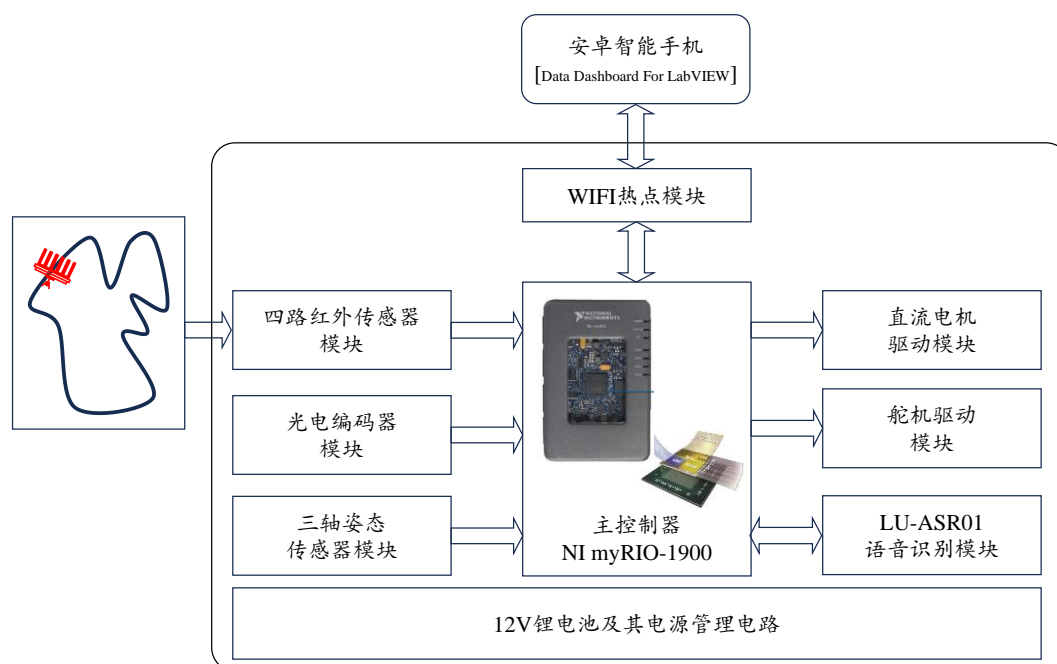 安卓智能手机
[Data Dashboard For LabVIEW]
WIFI热点模块
四路红外传感器
模块
光电编码器
模块
三轴姿态
传感器模块
NATIONAL
INSTRUMENTS
主控制器
NI myRIO-1900
直流电机
驱动模块
舵机驱动
模块
LU-ASR01
语音识别模块
12V锂电池及其电源管理电路